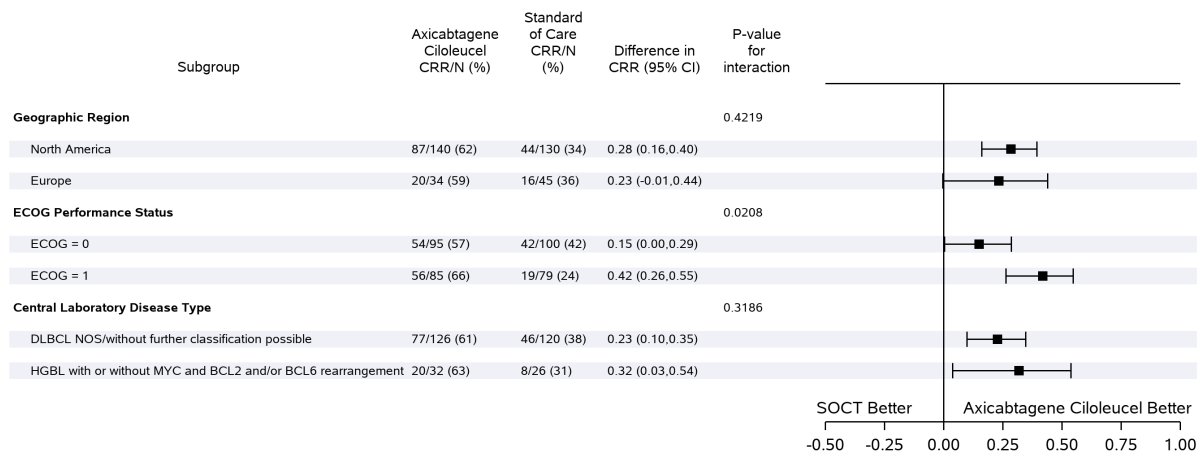 Subgroup
Axicabtagene
Ciloleucel
CRR/N (%)
Standard
of Care
CRR/N
(%)
Difference in
CRR (95% CI)
P-value
for
interaction
Geographic Region 0.4219
North America 87/140 (62) 44/130 (34) 0.28 (0.16,0.40)
Europe 20/34 (59) 16/45 (36) 0.23 (-0.01,0.44)
ECOG Performance Status 0.0208
ECOG = 0 54/95 (57) 42/100 (42) 0.15 (0.00,0.29)
ECOG = 1 56/85 (66) 19/79 (24) 0.42 (0.26,0.55)
Central Laboratory Disease Type 0.3186
DLBCL NOS/without further classification possible 77/126 (61) 46/120 (38) 0.23 (0.10,0.35)
HGBL with or without MYC and BCL2 and/or BCL6 rearrangement 20/32 (63) 8/26 (31) 0.32 (0.03,0.54)
SOCT Better Axicabtagene Ciloleucel Better
-0.50 -0.25 0.00 0.25 0.50 0.75 1.00